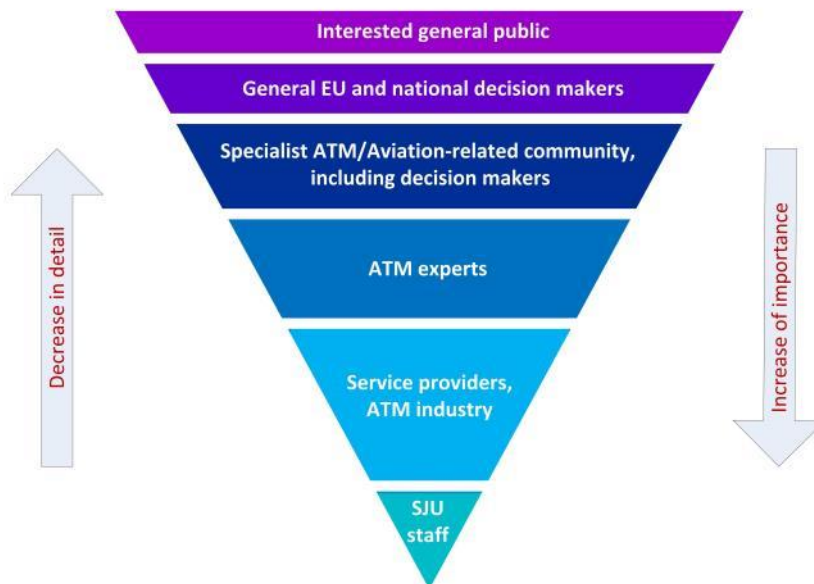 Interested general public
General EU and national decision makers
Specialist ATM/Aviation-related community,
including decision makers
ATM experts
Service providers,
ATM industry
SJU
staff
Decrease in detail
Increase of importance